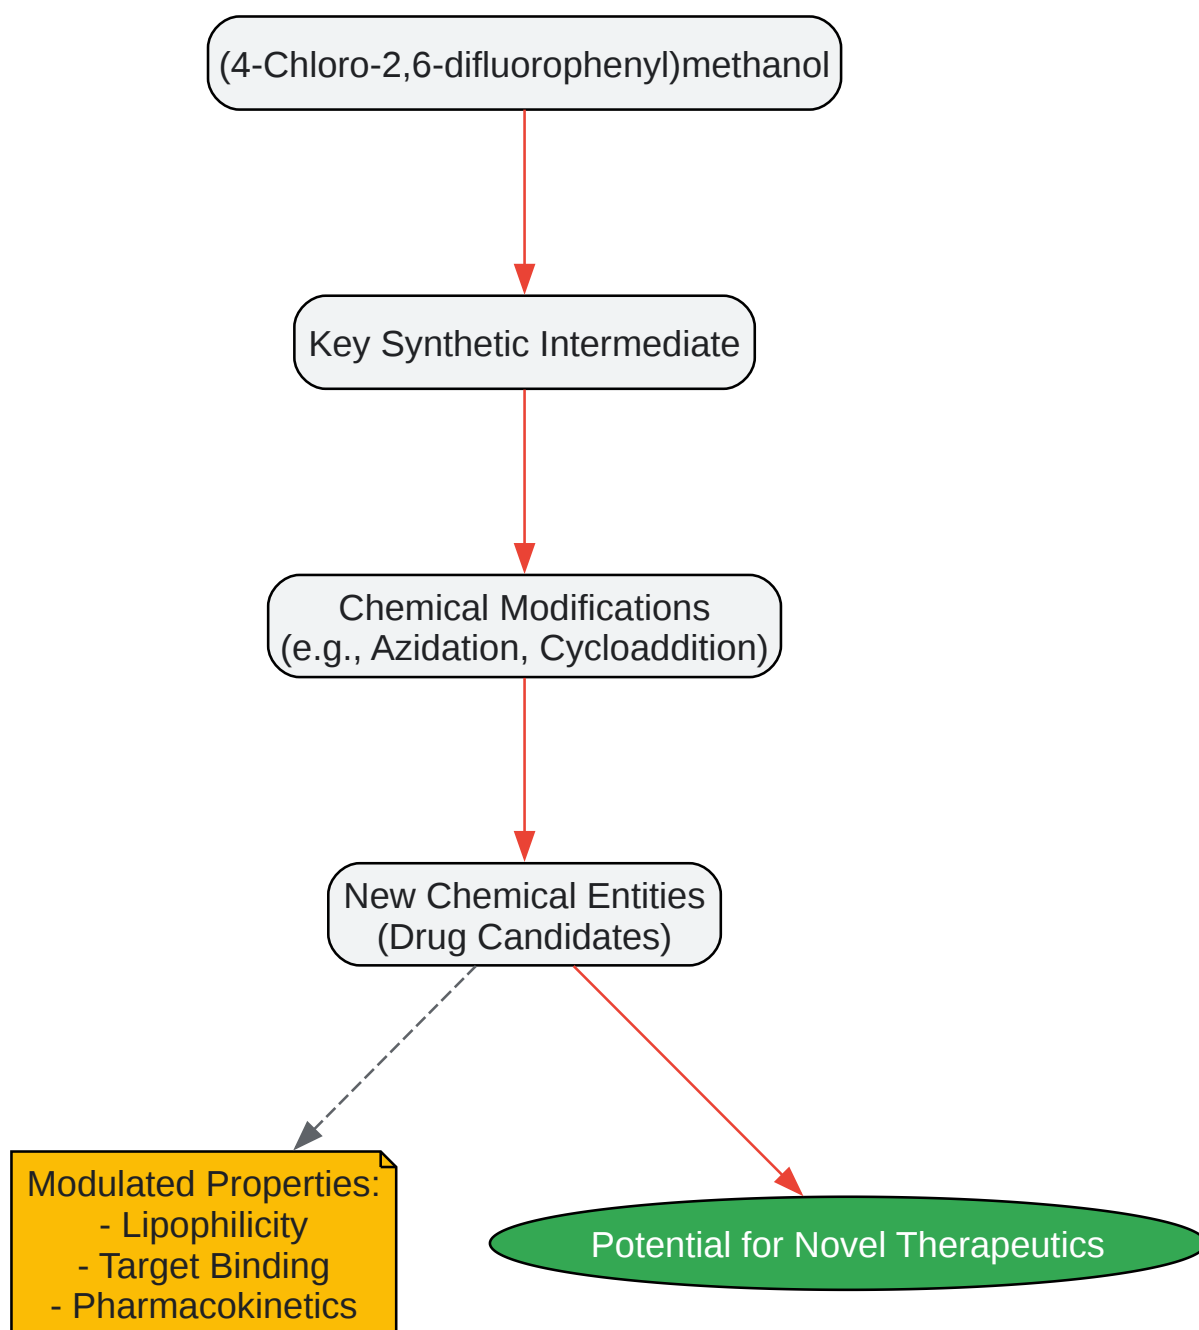 (4-Chloro-2,6-difluorophenyl)methanol
Key Synthetic Intermediate
Chemical Modifications
(e.g., Azidation, Cycloaddition)
New Chemical Entities
(Drug Candidates)
Modulated Properties:
- Lipophilicity
- Target Binding
- Pharmacokinetics
Potential for Novel Therapeutics